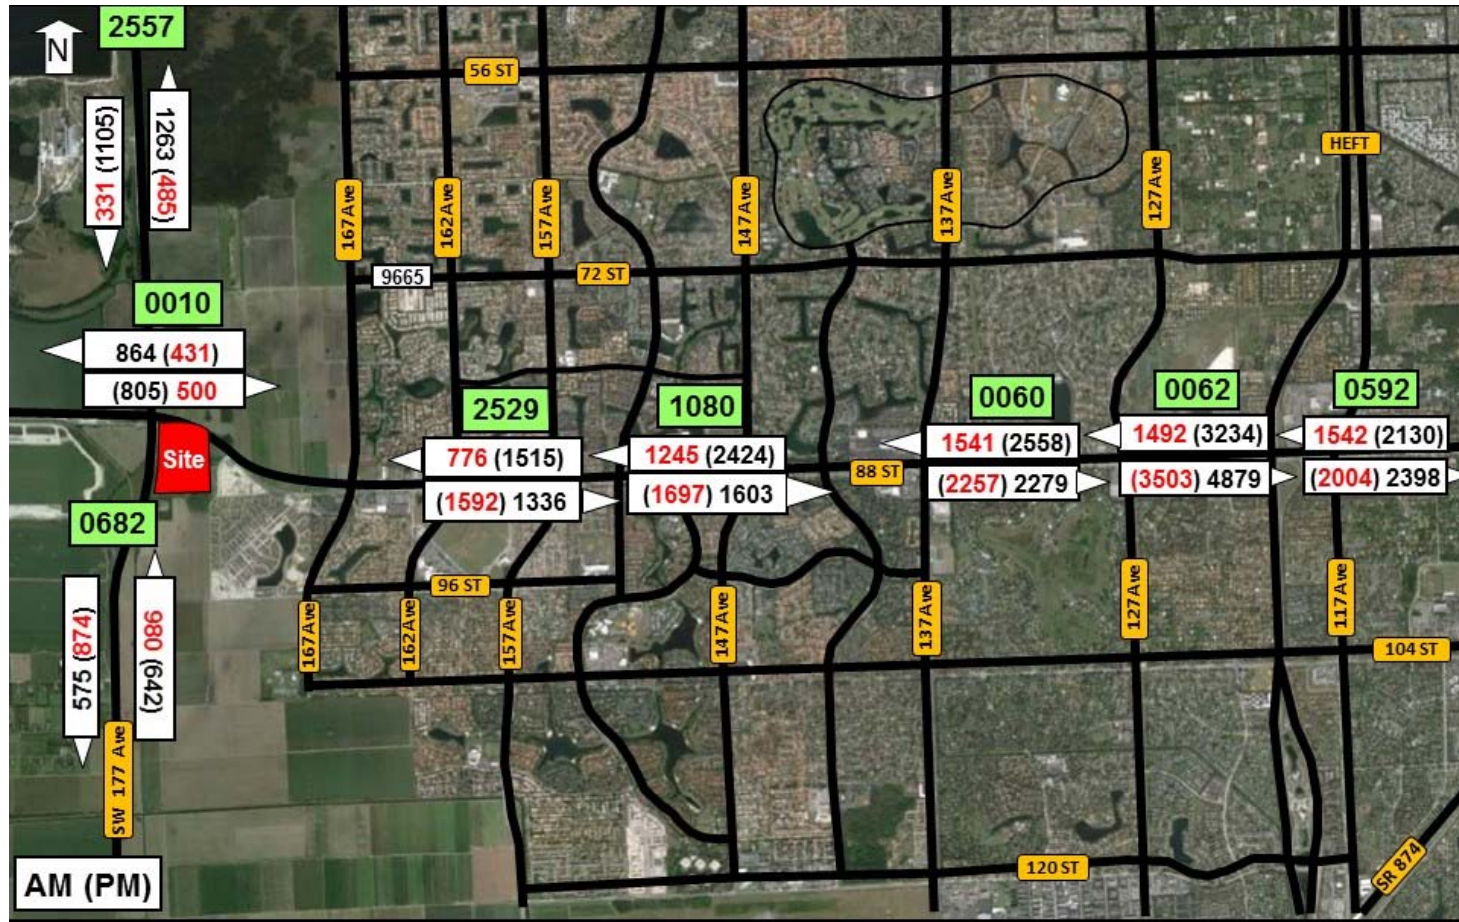 2557
N
56 ST
331 (1105)
1263 (485)
HEFT
167 Ave
162 Ave
157 Ave
147 Ave
137 Ave
127 Ave
9665
72 ST
0010
864 (431)
(805) 500
2529
1080
0060
0062
0592
776 (1515)
(1592) 1336
1245 (2424)
(1697) 1603
88 ST
1541 (2558)
(2257) 2279
1492 (3234)
(3503) 4879
1542 (2130)
(2004) 2398
Site
0682
575 (874)
980 (642)
96 ST
167 Ave
162 Ave
157 Ave
147 Ave
137 Ave
127 Ave
117 Ave
104 ST
SW 177 Ave
120 ST
SR 874
AM (PM)